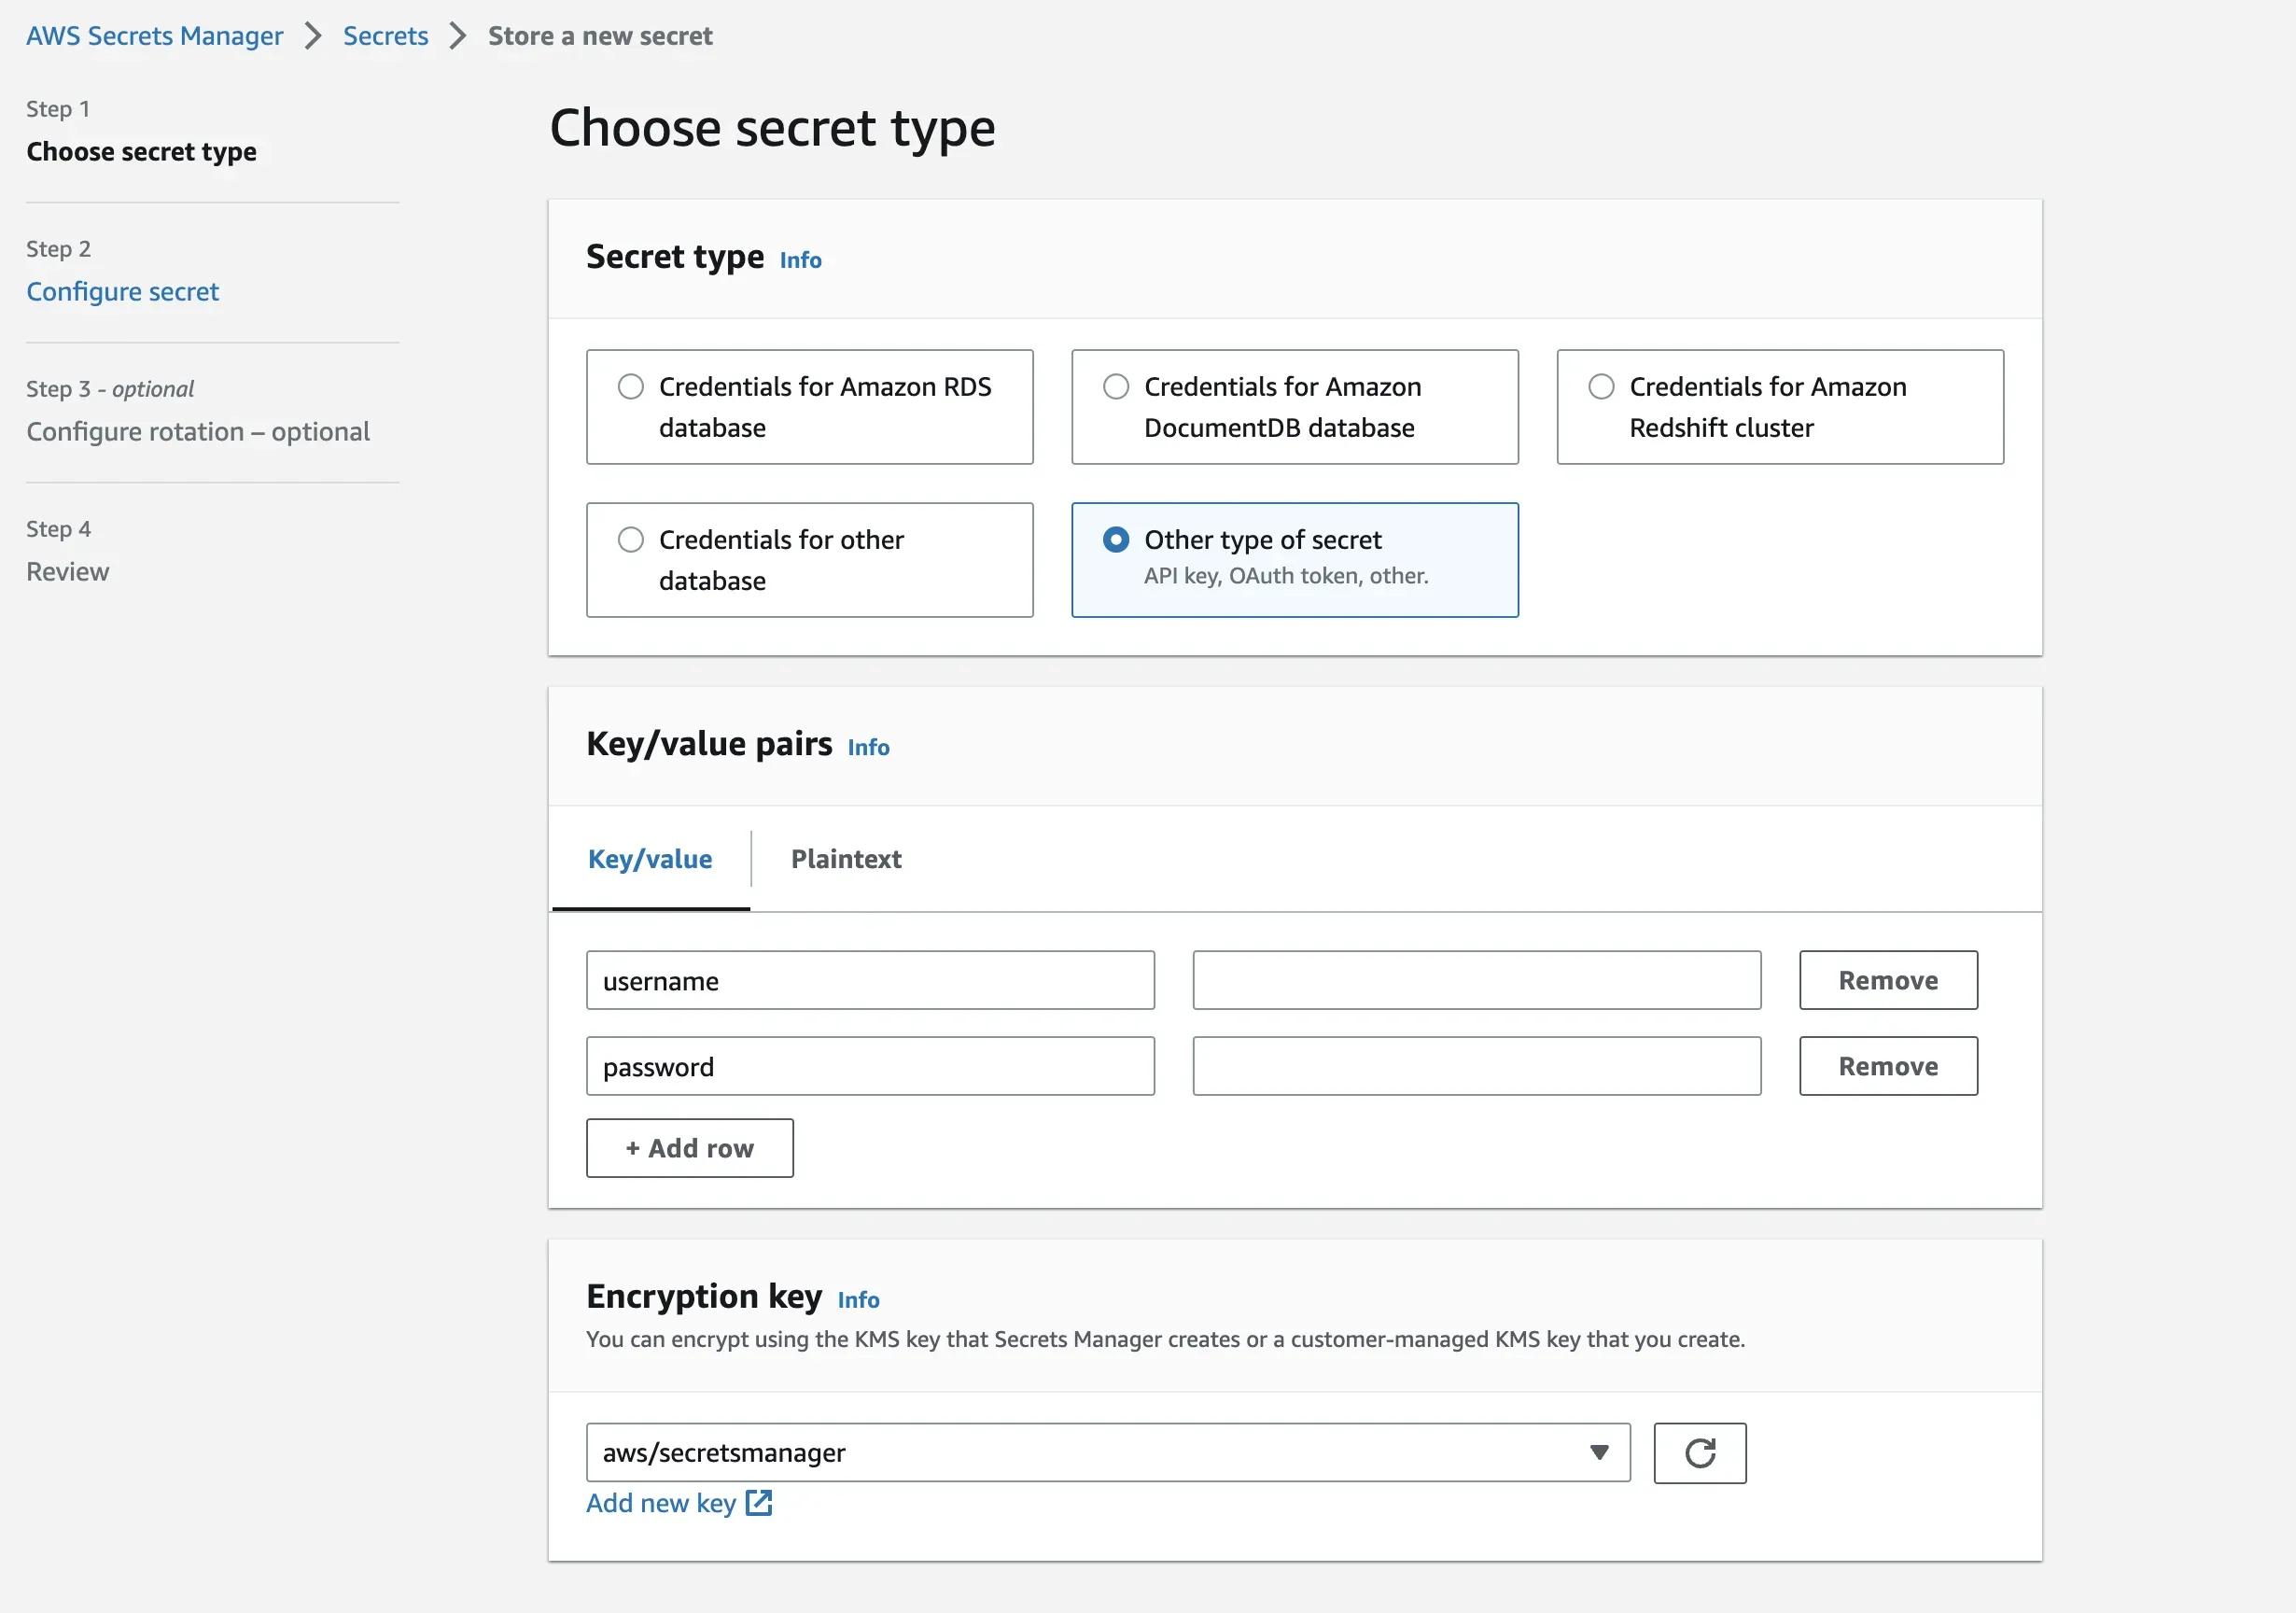 AWS Secrets Manager > Secrets > Store a new secret
Step 1
Choose secret type
Step 2
Configure secret
Step 3 - optional
Configure rotation – optional
Step 4
Review
Choose secret type
Secret type Info
Credentials for Amazon RDS
database
Credentials for Amazon
DocumentDB database
Credentials for Amazon
Redshift cluster
Credentials for other
database
Other type of secret
API key, OAuth token, other.
Key/value pairs Info
Key/value Plaintext
username Remove
password Remove
+ Add row
Encryption key Info
You can encrypt using the KMS key that Secrets Manager creates or a customer-managed KMS key that you create.
aws/secretsmanager
Add new key